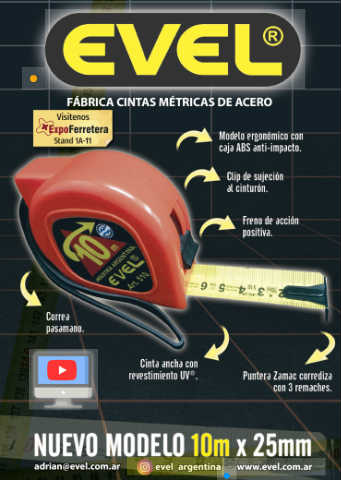 EVEL®
FÁBRICA CINTAS MÉTRICAS DE ACERO
Visítenos
ExpoFerretera
Stand 1A-11
Modelo ergonómico con
caja ABS anti-impacto.
Clip de sujeción
al cinturón.
Freno de acción
positiva.
10m
INDUSTRIA ARGENTINA
EVEL®
Art. 510
Correa
pasamano.
Cinta ancha con
revestimiento UV®.
Puntera Zamac corrediza
con 3 remaches.
NUEVO MODELO 10m x 25mm
adrian@evel.com.ar evel_argentina www.evel.com.ar